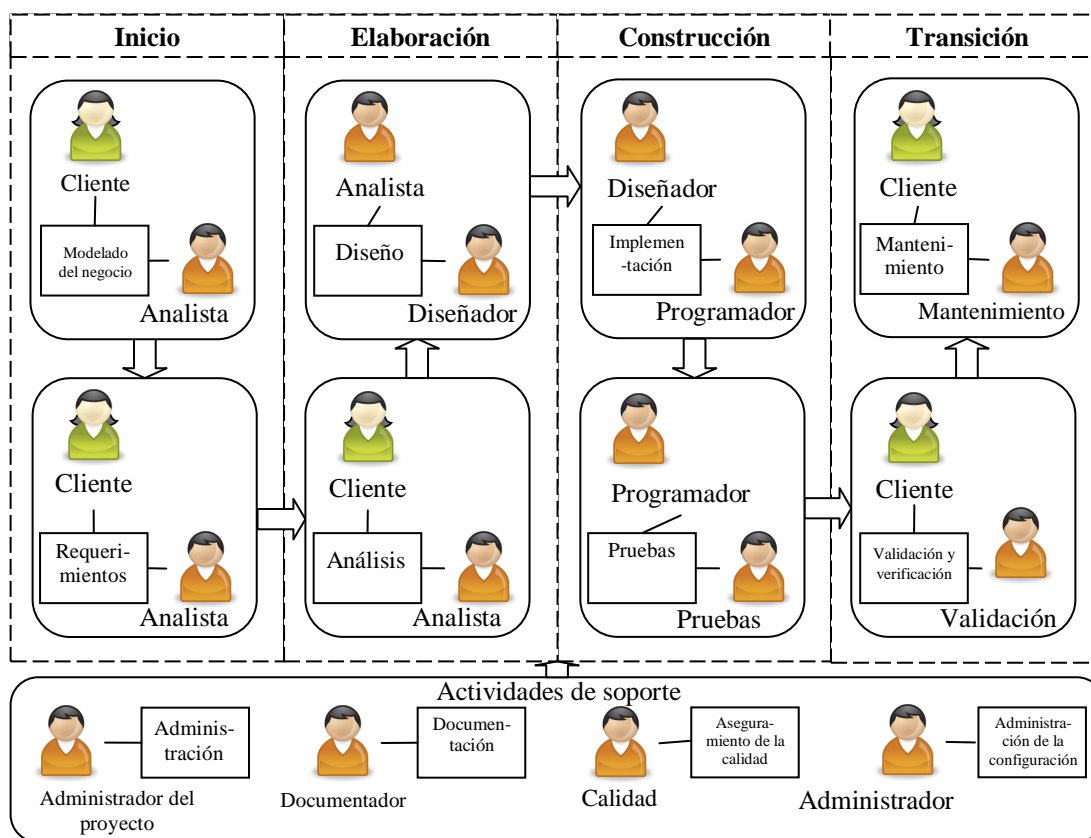 Inicio
Elaboración
Construcción
Transición
Cliente
Modelado
del negocio
Analista
Analista
Diseño
Diseñador
Diseñador
Implemen
-tación
Programador
Cliente
Manteni-
miento
Mantenimiento
Cliente
Requeri-
mientos
Analista
Cliente
Análisis
Analista
Programador
Pruebas
Pruebas
Cliente
Validación y
verificación
Validación
Actividades de soporte
Adminis-
tración
Administrador del
proyecto
Documen-
tación
Documentador
Asegura-
miento de la
calidad
Calidad
Administra-
ción de la
configuración
Administrador